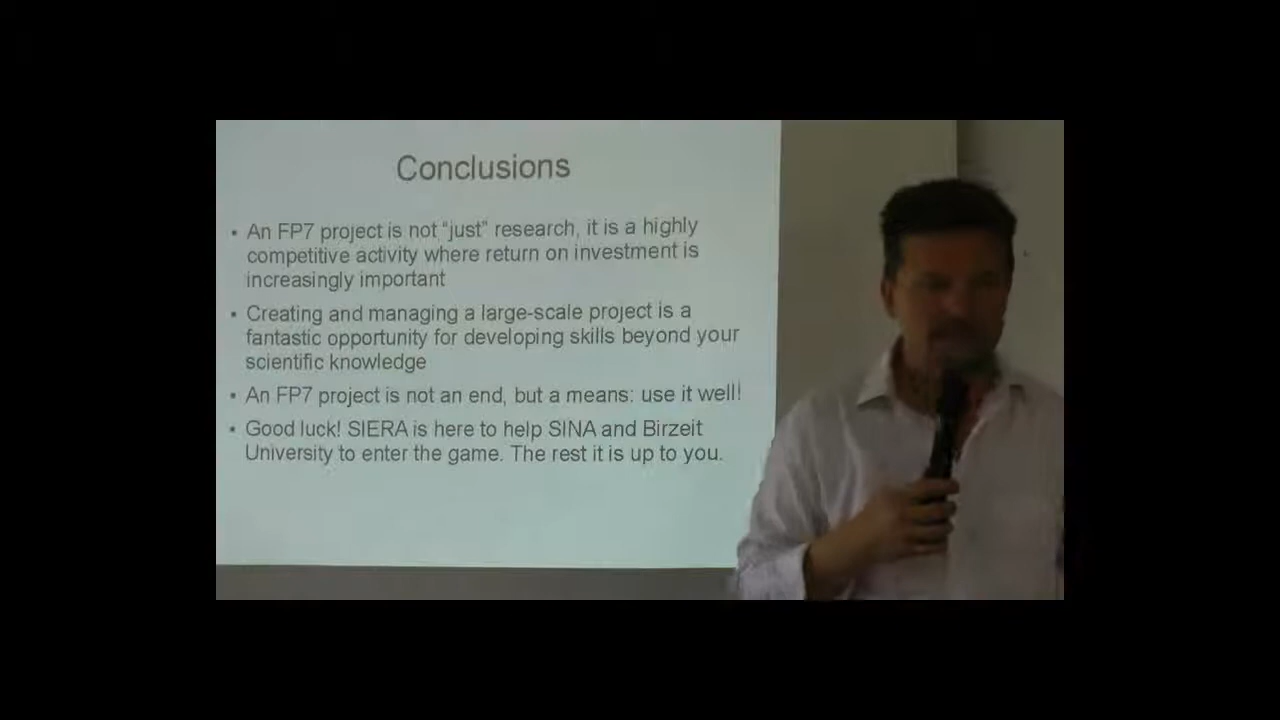 Conclusions
• An FP7 project is not "just" research, it is a highly
competitive activity where return on investment is
increasingly important
• Creating and managing a large-scale project is a
fantastic opportunity for developing skills beyond your
scientific knowledge
• An FP7 project is not an end, but a means: use it well!
• Good luck! SIERA is here to help SINA and Birzeit
University to enter the game. The rest it is up to you.